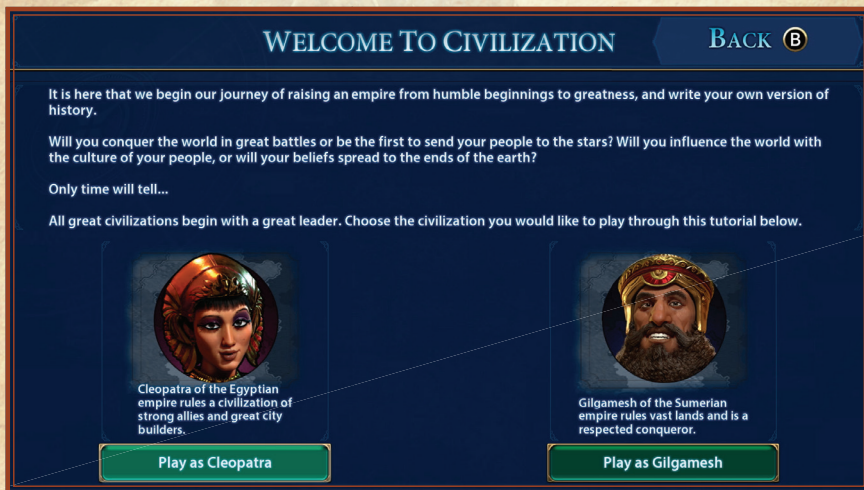 WELCOME TO CIVILIZATION
BACK B
It is here that we begin our journey of raising an empire from humble beginnings to greatness, and write your own version of
history.
Will you conquer the world in great battles or be the first to send your people to the stars? Will you influence the world with
the culture of your people, or will your beliefs spread to the ends of the earth?
Only time will tell...
All great civilizations begin with a great leader. Choose the civilization you would like to play through this tutorial below.
Cleopatra of the Egyptian
empire rules a civilization of
strong allies and great city
builders.
Play as Cleopatra
Gilgamesh of the Sumerian
empire rules vast lands and is a
respected conqueror.
Play as Gilgamesh